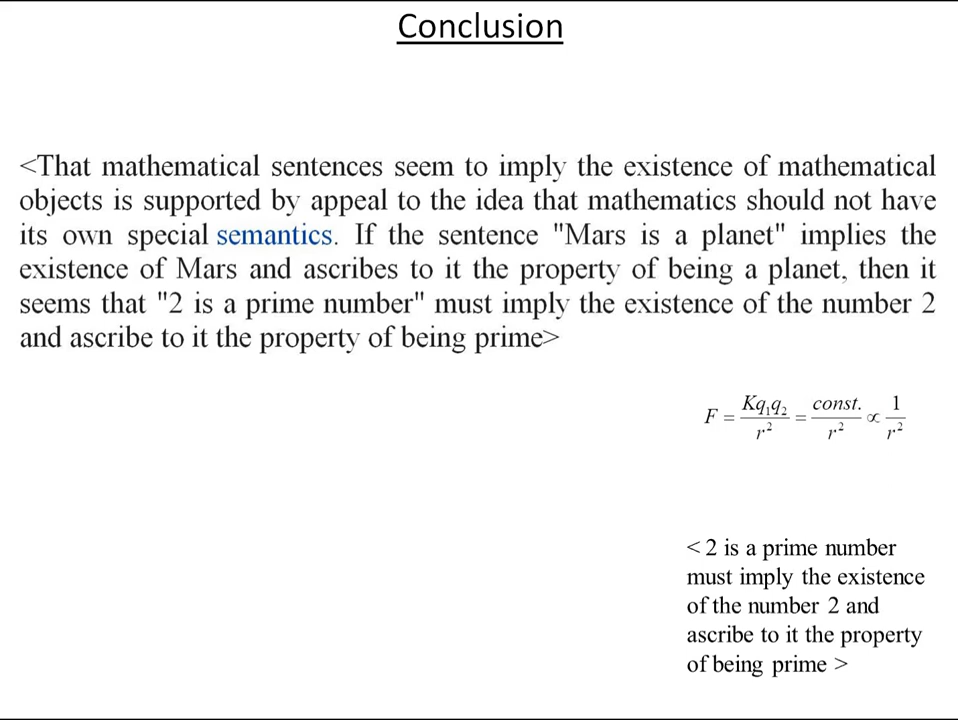 Conclusion
<That mathematical sentences seem to imply the existence of mathematical
objects is supported by appeal to the idea that mathematics should not have
its own special semantics. If the sentence "Mars is a planet" implies the
existence of Mars and ascribes to it the property of being a planet, then it
seems that "2 is a prime number" must imply the existence of the number 2
and ascribe to it the property of being prime>
F = Kq₁q₂/r² = const./r² ∝ 1/r²
< 2 is a prime number
must imply the existence
of the number 2 and
ascribe to it the property
of being prime >